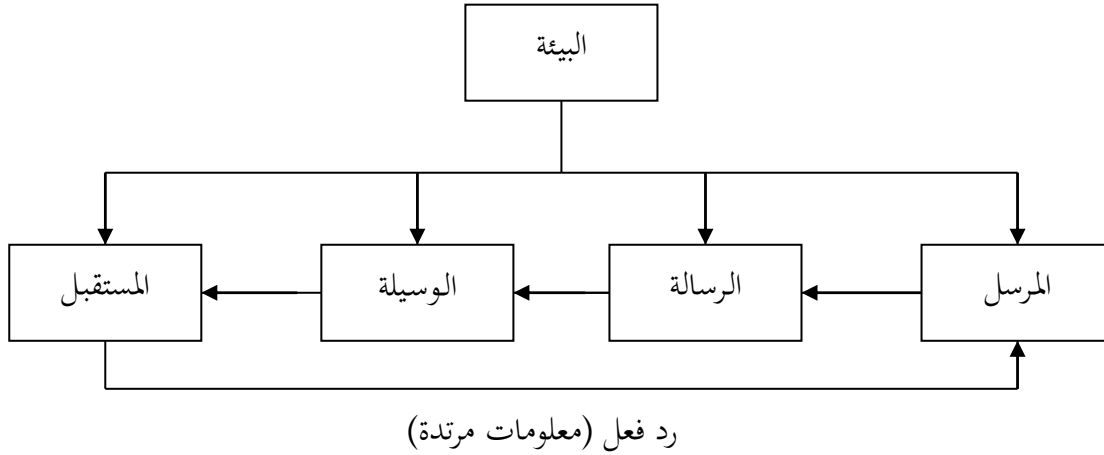 البيئة
المرسل
الرسالة
الوسيلة
المستقبل
رد فعل (معلومات مرتدة)